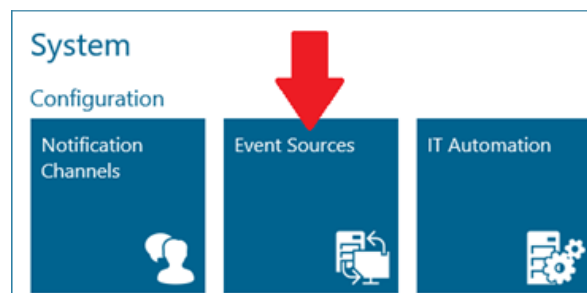 System
Configuration
Notification
Channels
Event Sources
IT Automation